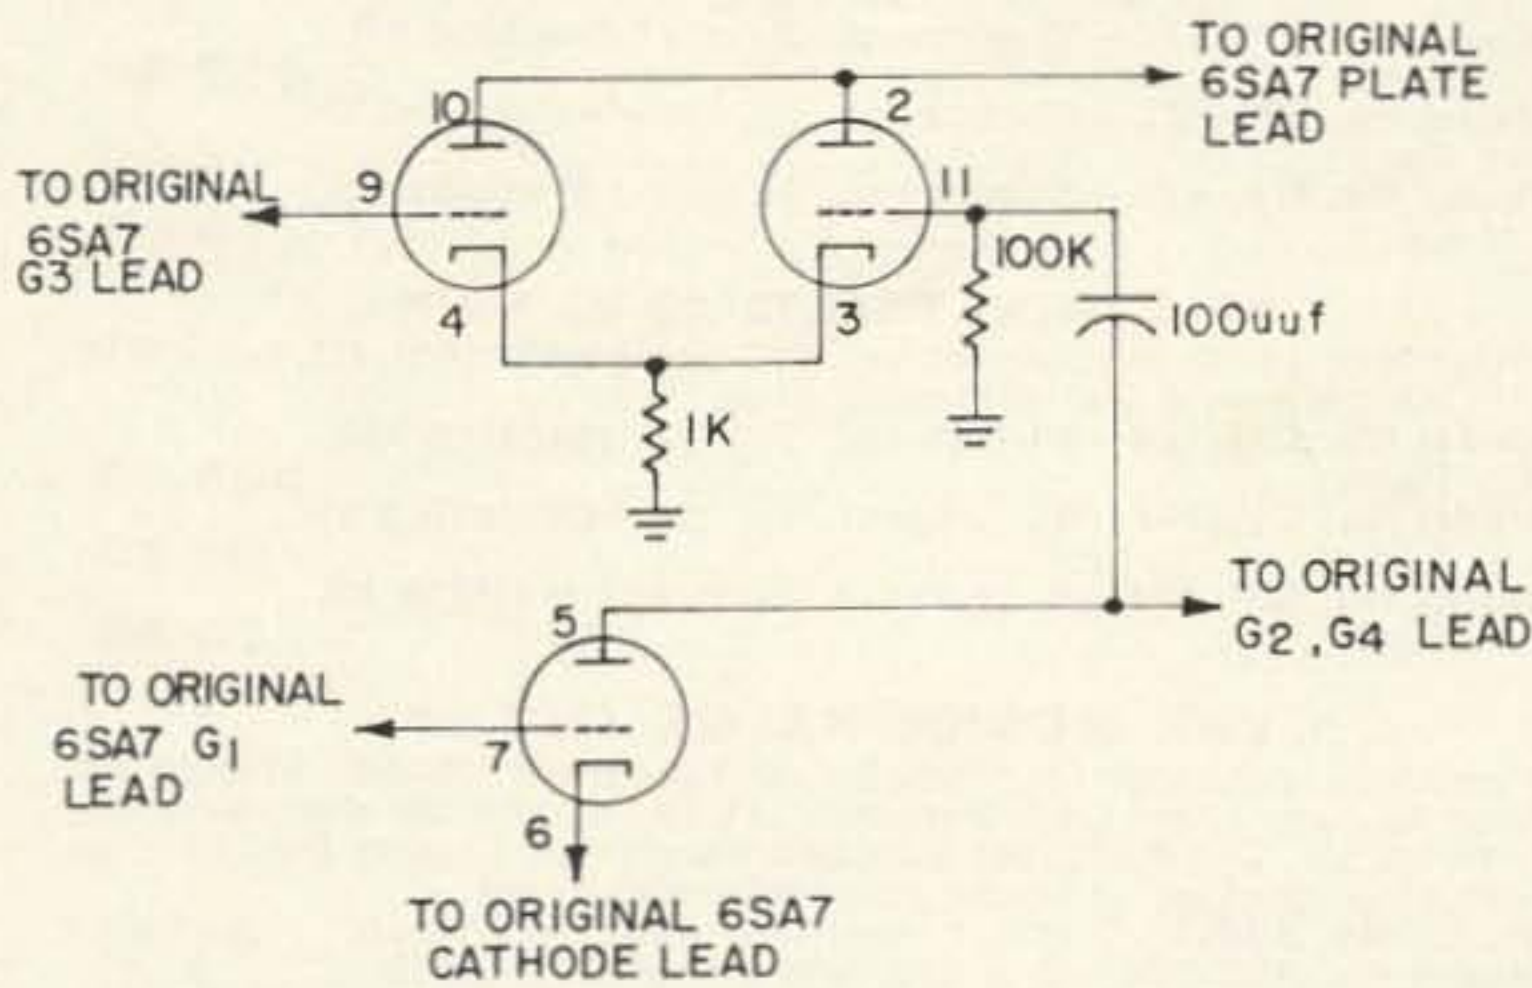 TO ORIGINAL
6SA7 PLATE
LEAD
10
2
TO ORIGINAL
6SA7
G3 LEAD
9
11
100K
4
3
100uuf
1K
5
TO ORIGINAL
G2,G4 LEAD
TO ORIGINAL
6SA7 G1
LEAD
7
6
TO ORIGINAL 6SA7
CATHODE LEAD